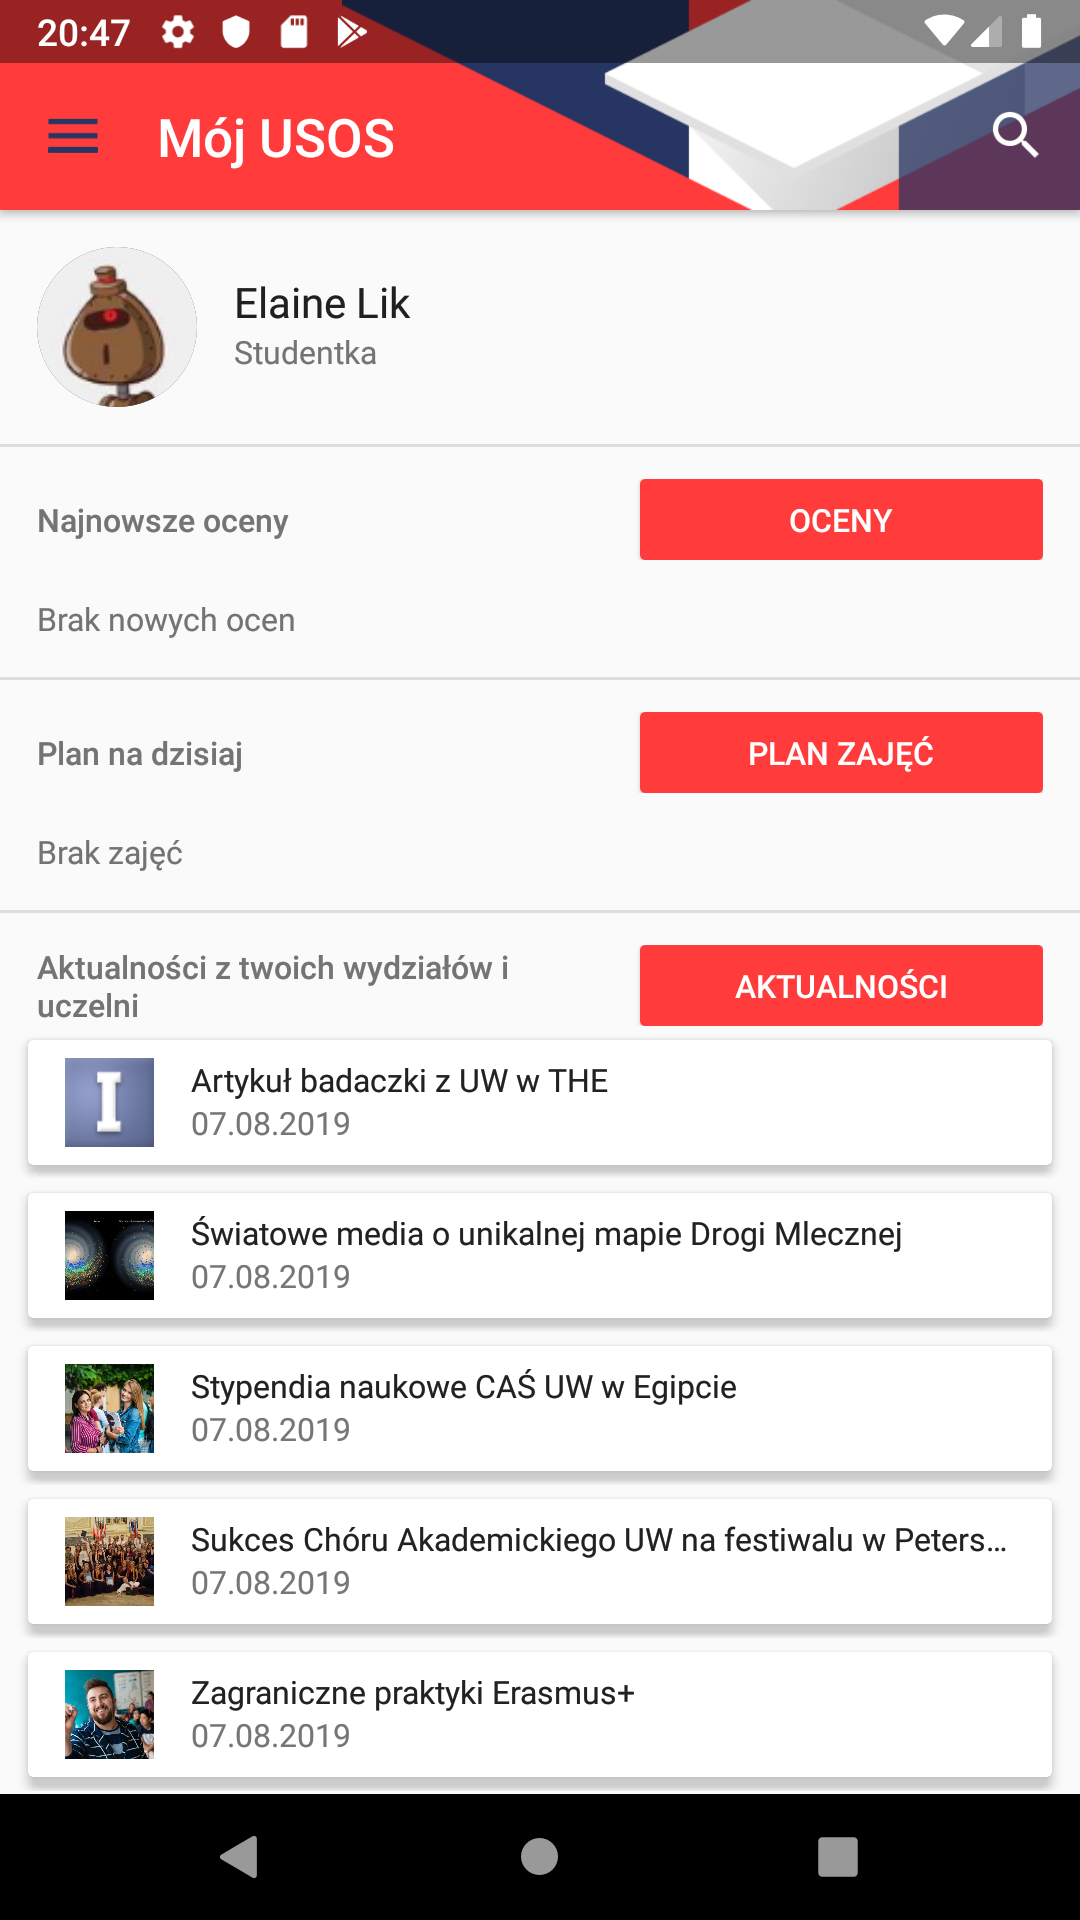 20:47
Mój USOS
Elaine Lik
Studentka
Najnowsze oceny
OCENY
Brak nowych ocen
Plan na dzisiaj
PLAN ZAJĘĆ
Brak zajęć
Aktualności z twoich wydziałów i
uczelni
AKTUALNOŚCI
I
Artykuł badaczki z UW w THE
07.08.2019
Światowe media o unikalnej mapie Drogi Mlecznej
07.08.2019
Stypendia naukowe CAŚ UW w Egipcie
07.08.2019
Sukces Chóru Akademickiego UW na festiwalu w Peters...
07.08.2019
Zagraniczne praktyki Erasmus+
07.08.2019